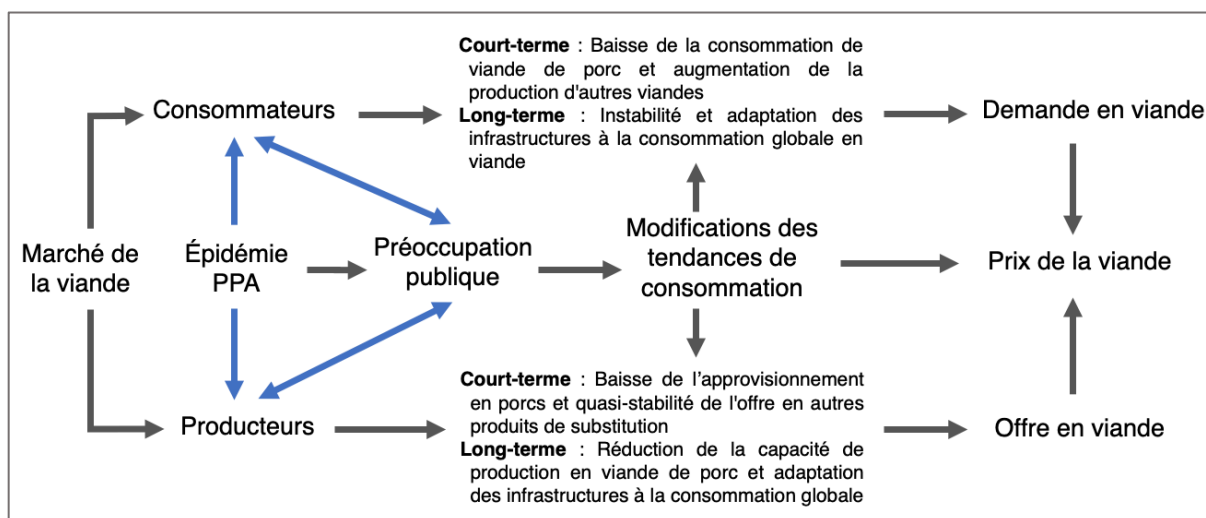 Court-terme : Baisse de la consommation de
viande de porc et augmentation de la
production d'autres viandes
Long-terme : Instabilité et adaptation des
infrastructures à la consommation globale en
viande
Consommateurs
Demande en viande
Marché de
la viande
Épidémie
PPA
Préoccupation
publique
Modifications des
tendances de
consommation
Prix de la viande
Court-terme : Baisse de l’approvisionnement
en porcs et quasi-stabilité de l'offre en autres
produits de substitution
Long-terme : Réduction de la capacité de
production en viande de porc et adaptation
des infrastructures à la consommation globale
Producteurs
Offre en viande